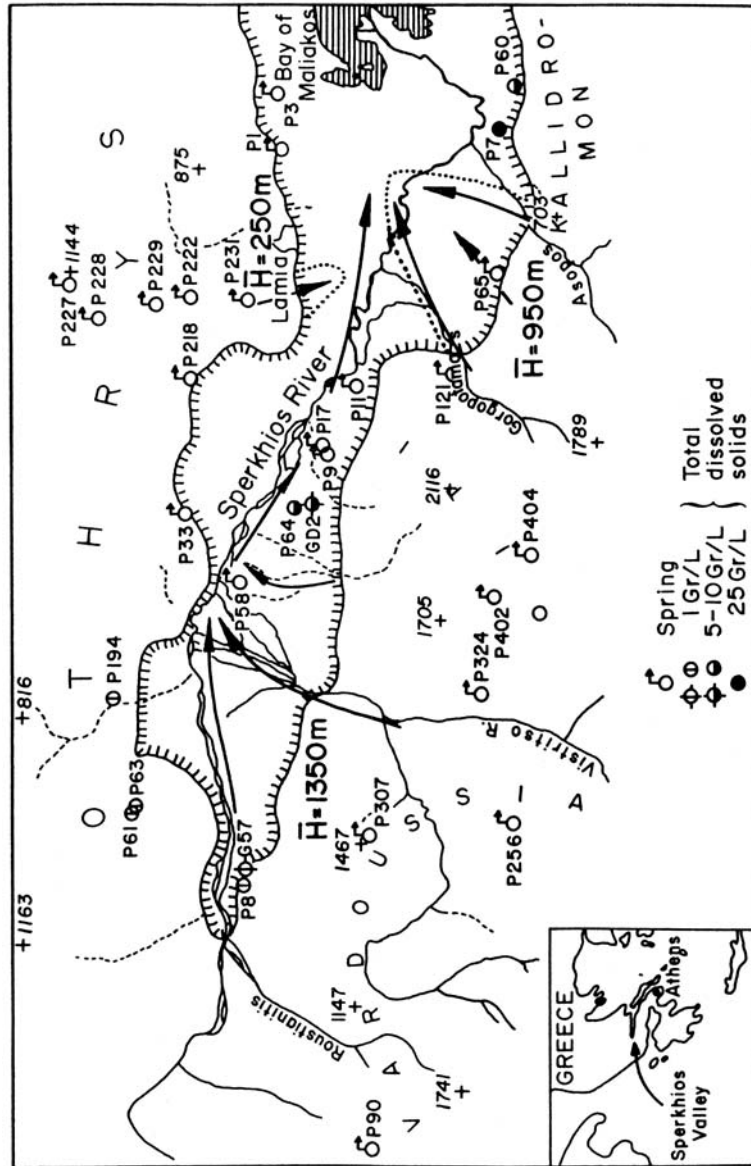 +1163
+816
O
T
H
R
Y
S
P61
P63
P194
P33
P218
P227
+1144
P228
P229
P222
P231
875
+
P1
P3
Bay of
Maliakos
Lamia
H̅=250m
P8
G57
P58
Sperkhios River
P64
GD2
P9
P17
P11
P121
Gorgopotamos
P65
H̅=950m
Asopos
703
+
P7
P60
KALLIDRO-
MON
Roustianitis
H̅=1350m
1467
+
P307
1147
+
1741
+
P90
V
A
R
D
O
U
S
S
I
A
P256
Vistritso R.
1705
+
P324
P402
P404
2116
+
1789
+
O
GREECE
Athens
Sperkhios
Valley
Spring
1 Gr/L
5-10 Gr/L
25 Gr/L
Total
dissolved
solids